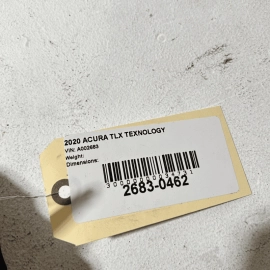 2020 ACURA TLX TEXNOLOGY
VIN: A002683
Weight:
Dimensions:
2683-0462